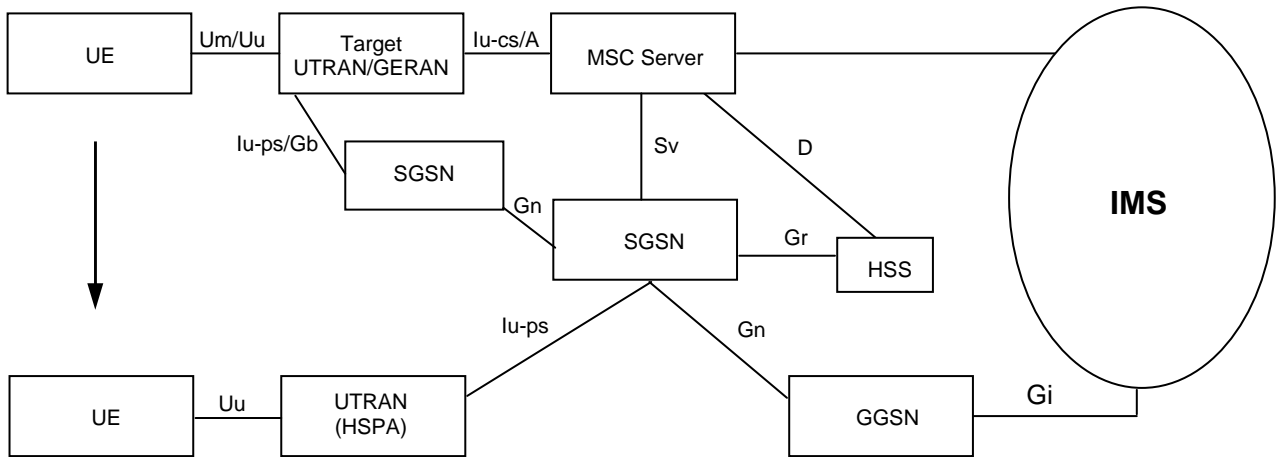 UE
Um/Uu
Target
UTRAN/GERAN
Iu-cs/A
MSC Server
Iu-ps/Gb
SGSN
Gn
Sv
D
IMS
SGSN
Gr
HSS
Iu-ps
Gn
UE
Uu
UTRAN
(HSPA)
GGSN
Gi